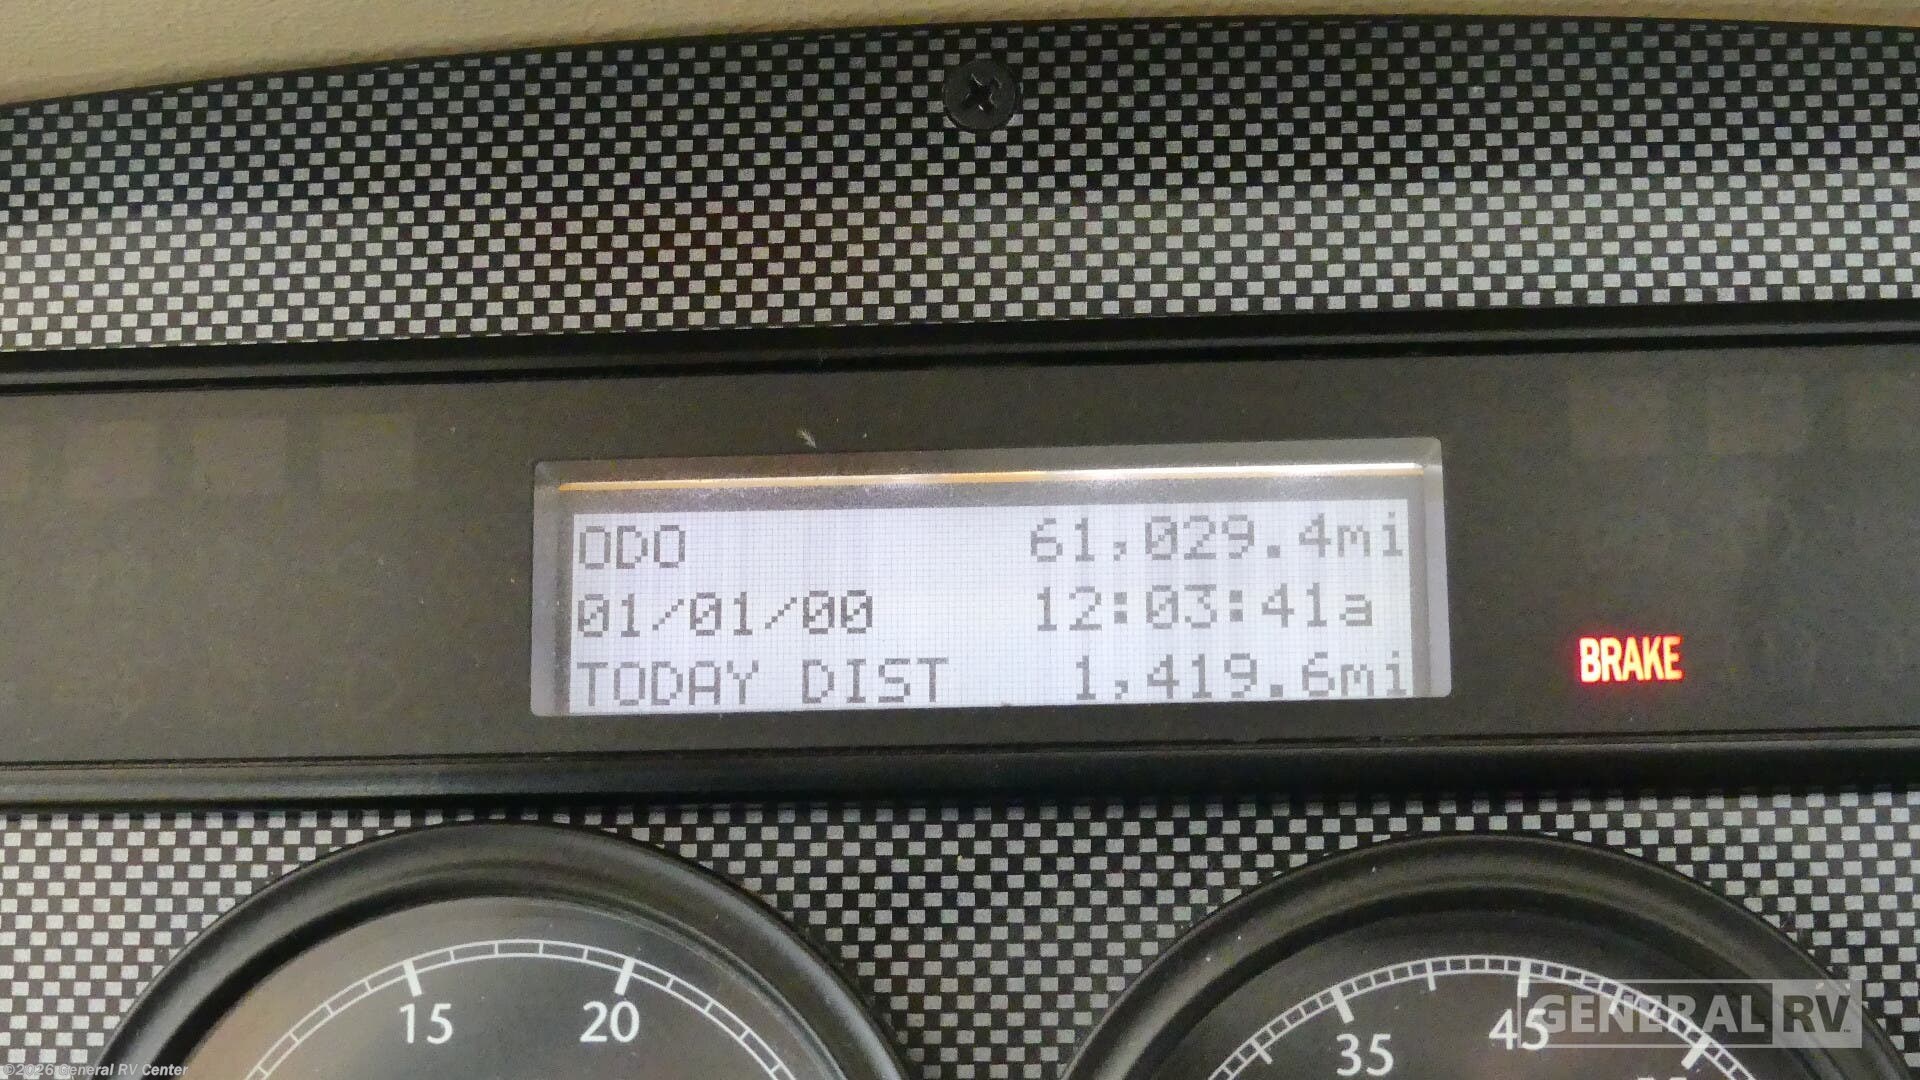 ODO 61,029.4mi
01/01/00 12:03:41a
TODAY DIST 1,419.6mi
BRAKE
15 20
35 45
GENERAL RV
©2026 General RV Center